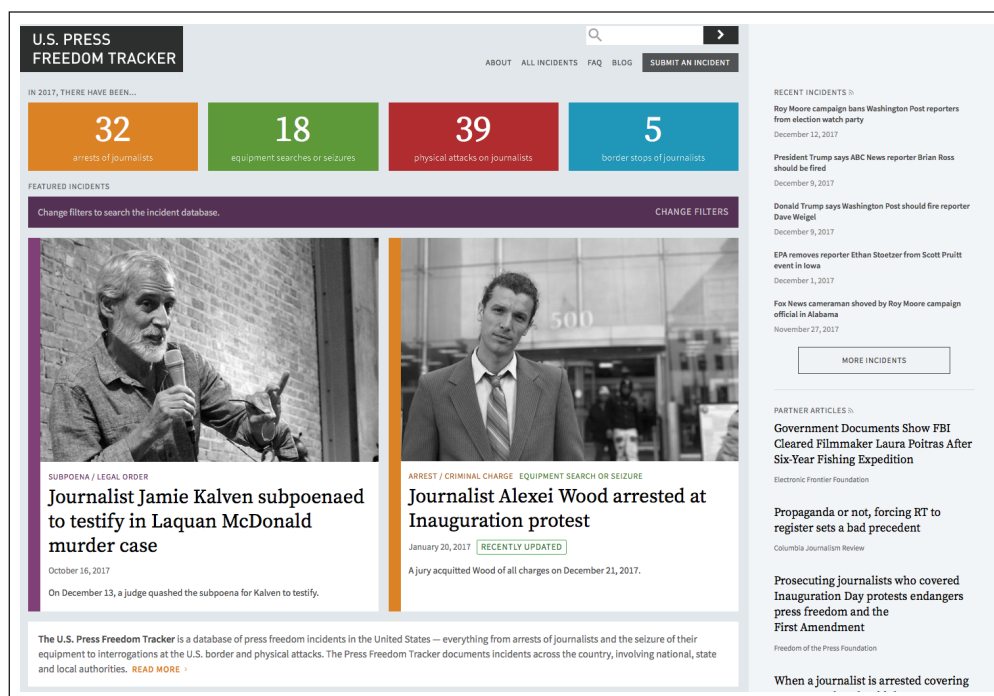 U.S. PRESS
FREEDOM TRACKER
ABOUT ALL INCIDENTS FAQ BLOG SUBMIT AN INCIDENT
IN 2017, THERE HAVE BEEN...
32
arrests of journalists
18
equipment searches or seizures
39
physical attacks on journalists
5
border stops of journalists
FEATURED INCIDENTS
Change filters to search the incident database.
CHANGE FILTERS
SUBPOENA / LEGAL ORDER
Journalist Jamie Kalven subpoenaed
to testify in Laquan McDonald
murder case
October 16, 2017
On December 13, a judge quashed the subpoena for Kalven to testify.
500
ARREST / CRIMINAL CHARGE EQUIPMENT SEARCH OR SEIZURE
Journalist Alexei Wood arrested at
Inauguration protest
January 20, 2017 RECENTLY UPDATED
A jury acquitted Wood of all charges on December 21, 2017.
The U.S. Press Freedom Tracker is a database of press freedom incidents in the United States — everything from arrests of journalists and the seizure of their
equipment to interrogations at the U.S. border and physical attacks. The Press Freedom Tracker documents incidents across the country, involving national, state
and local authorities. READ MORE ›
RECENT INCIDENTS
Roy Moore campaign bans Washington Post reporters
from election watch party
December 12, 2017
President Trump says ABC News reporter Brian Ross
should be fired
December 9, 2017
Donald Trump says Washington Post should fire reporter
Dave Weigel
December 9, 2017
EPA removes reporter Ethan Stoetzer from Scott Pruitt
event in Iowa
December 1, 2017
Fox News cameraman shoved by Roy Moore campaign
official in Alabama
November 27, 2017
MORE INCIDENTS
PARTNER ARTICLES
Government Documents Show FBI
Cleared Filmmaker Laura Poitras After
Six-Year Fishing Expedition
Electronic Frontier Foundation
Propaganda or not, forcing RT to
register sets a bad precedent
Columbia Journalism Review
Prosecuting journalists who covered
Inauguration Day protests endangers
press freedom and the
First Amendment
Freedom of the Press Foundation
When a journalist is arrested covering